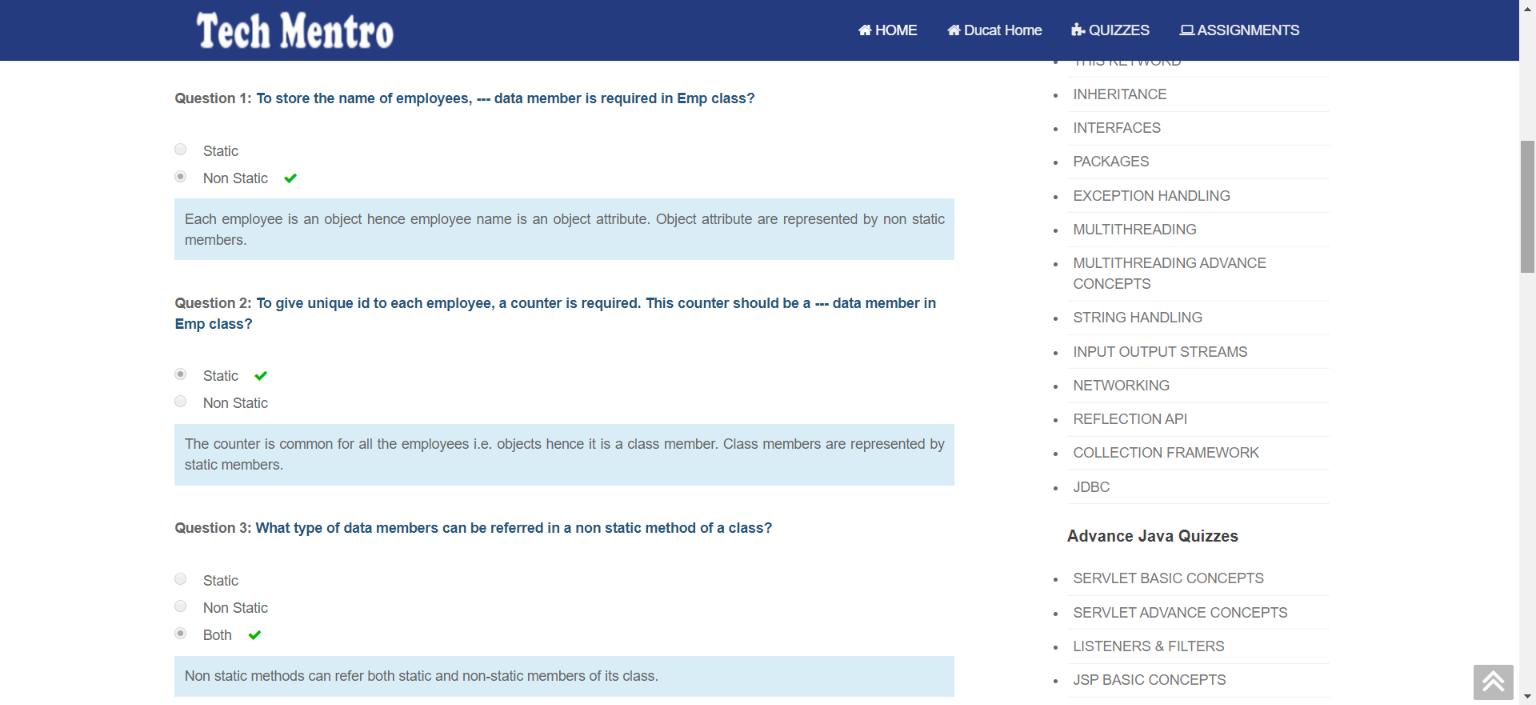 Tech Mentro
HOME
Ducat Home
QUIZZES
ASSIGNMENTS
Question 1: To store the name of employees, --- data member is required in Emp class?
Static
Non Static
Each employee is an object hence employee name is an object attribute. Object attribute are represented by non static
members.
Question 2: To give unique id to each employee, a counter is required. This counter should be a --- data member in
Emp class?
Static
Non Static
The counter is common for all the employees i.e. objects hence it is a class member. Class members are represented by
static members.
Question 3: What type of data members can be referred in a non static method of a class?
Static
Non Static
Both
Non static methods can refer both static and non-static members of its class.
THIS KEYWORD
INHERITANCE
INTERFACES
PACKAGES
EXCEPTION HANDLING
MULTITHREADING
MULTITHREADING ADVANCE
CONCEPTS
STRING HANDLING
INPUT OUTPUT STREAMS
NETWORKING
REFLECTION API
COLLECTION FRAMEWORK
JDBC
Advance Java Quizzes
SERVLET BASIC CONCEPTS
SERVLET ADVANCE CONCEPTS
LISTENERS & FILTERS
JSP BASIC CONCEPTS